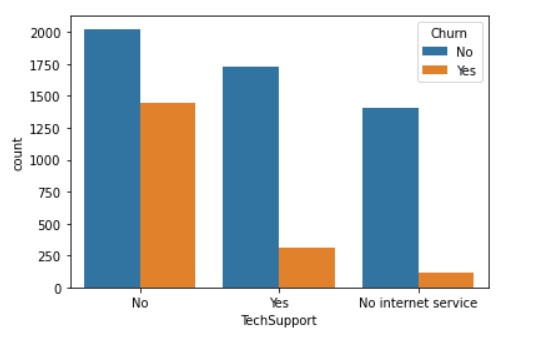 Churn
No
Yes
count
2000
1750
1500
1250
1000
750
500
250
0
No Yes No internet service
TechSupport